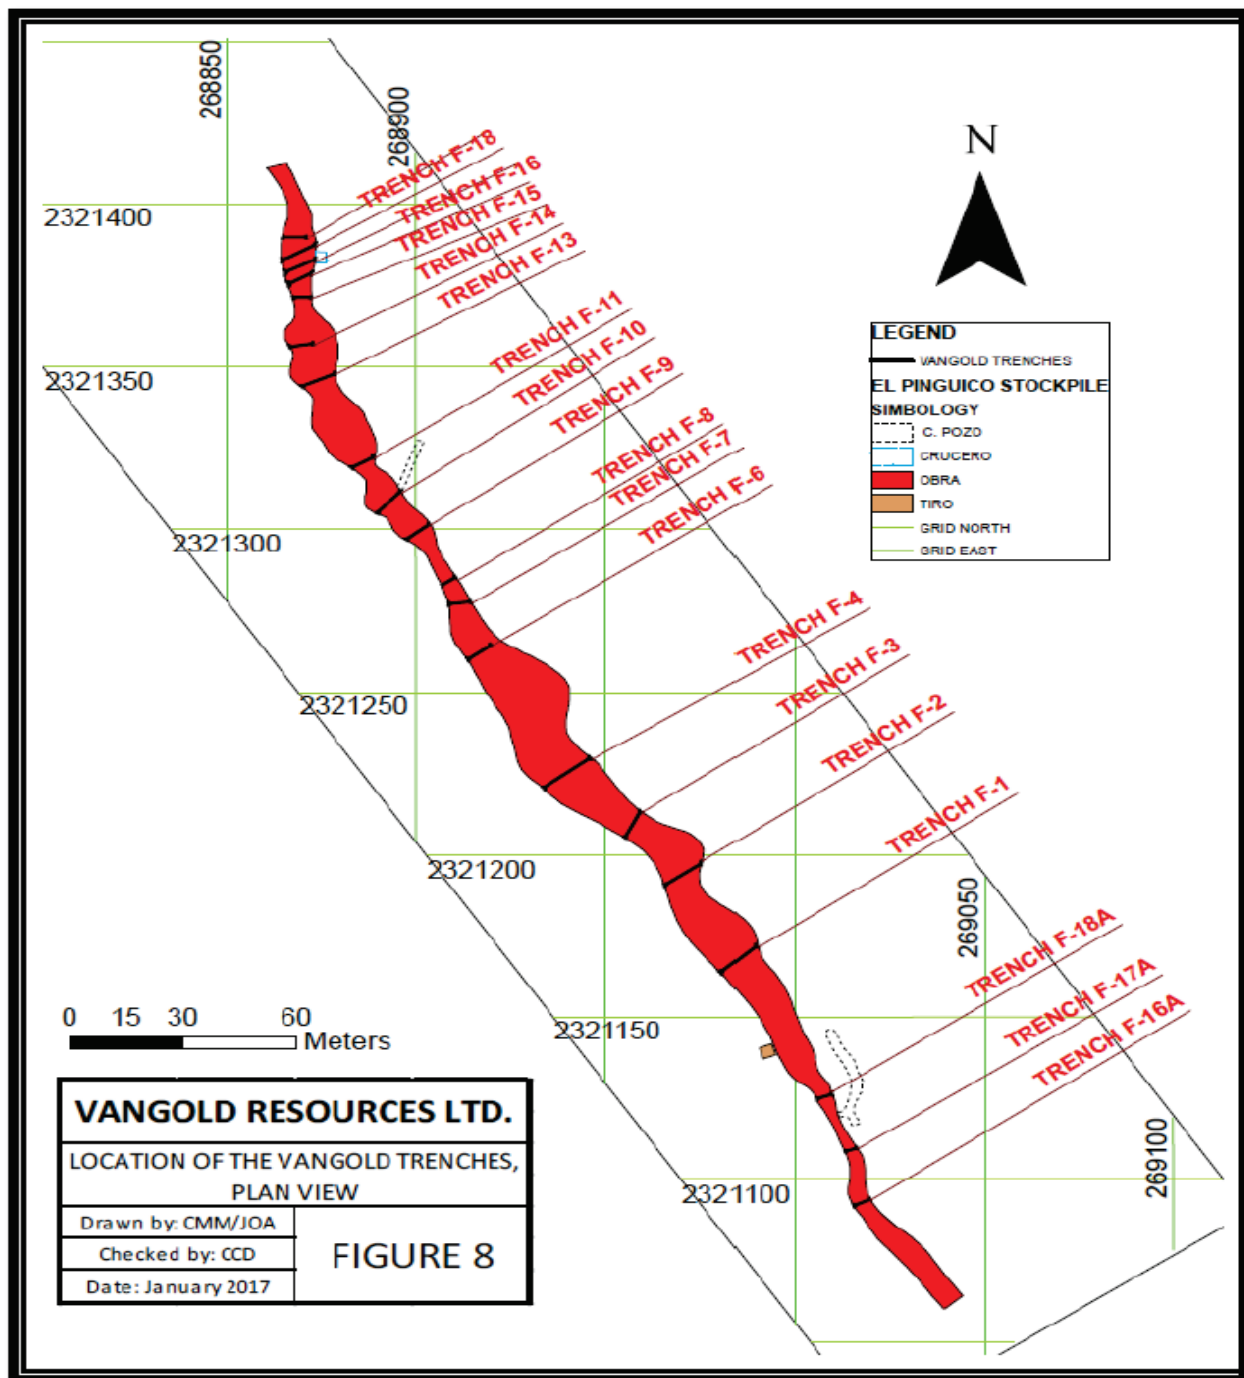 268850
268900
TRENCH F-18
TRENCH F-16
TRENCH F-15
TRENCH F-14
TRENCH F-13
N
2321400
TRENCH F-11
TRENCH F-10
TRENCH F-9
2321350
LEGEND
VANGOLD TRENCHES
EL PINGUICO STOCKPILE
SIMBOLOGY
C. POZO
CRUCERO
OBRA
TIRO
GRID NORTH
GRID EAST
TRENCH F-8
TRENCH F-7
TRENCH F-6
2321300
TRENCH F-4
TRENCH F-3
TRENCH F-2
2321250
TRENCH F-1
2321200
269050
TRENCH F-18A
TRENCH F-17A
TRENCH F-16A
2321150
0 15 30 60
Meters
269100
2321100
VANGOLD RESOURCES LTD.
LOCATION OF THE VANGOLD TRENCHES,
PLAN VIEW
Drawn by: CMM/JOA
Checked by: CCD
Date: January 2017
FIGURE 8